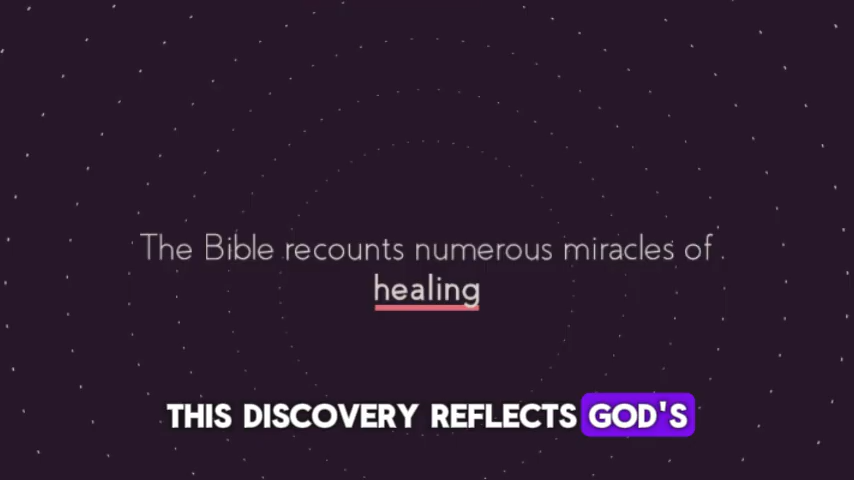 The Bible recounts numerous miracles of
healing
THIS DISCOVERY REFLECTS GOD'S